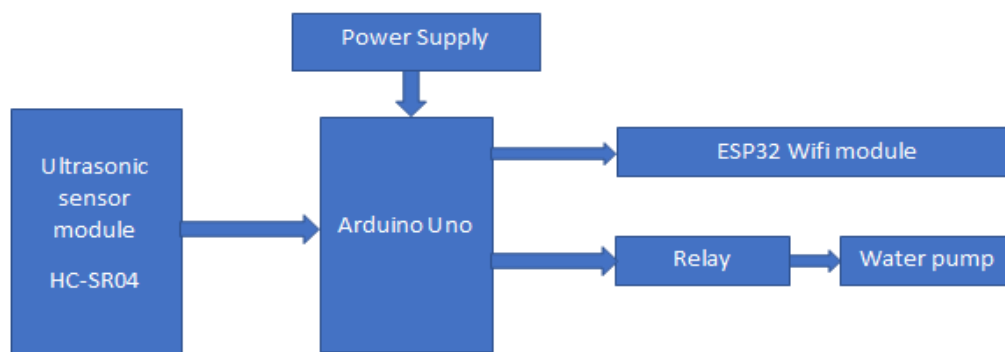 Power Supply
Ultrasonic
sensor
module
HC-SR04
Arduino Uno
ESP32 Wifi module
Relay
Water pump